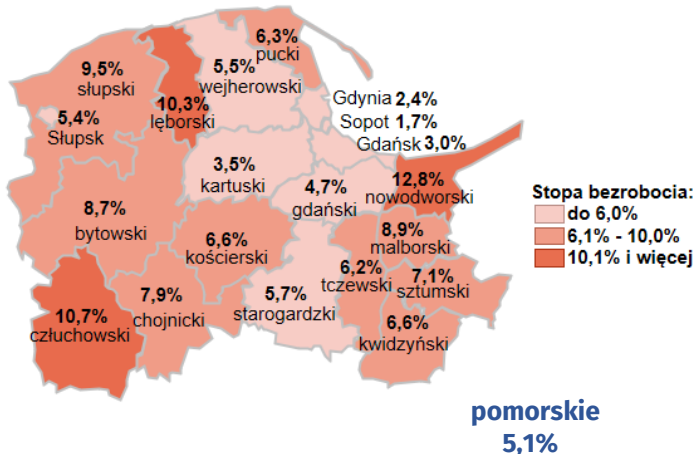 6,3%
pucki
9,5%
słupski
5,5%
wejherowski
10,3%
lęborski
5,4%
Słupsk
Gdynia 2,4%
Sopot 1,7%
Gdańsk 3,0%
3,5%
kartuski
4,7%
gdański
12,8%
nowodworski
8,7%
bytowski
6,6%
kościerski
8,9%
malborski
6,2%
tczewski
7,1%
sztumski
10,7%
człuchowski
7,9%
chojnicki
5,7%
starogardzki
6,6%
kwidzyński
Stopa bezrobocia:
do 6,0%
6,1% - 10,0%
10,1% i więcej
pomorskie
5,1%